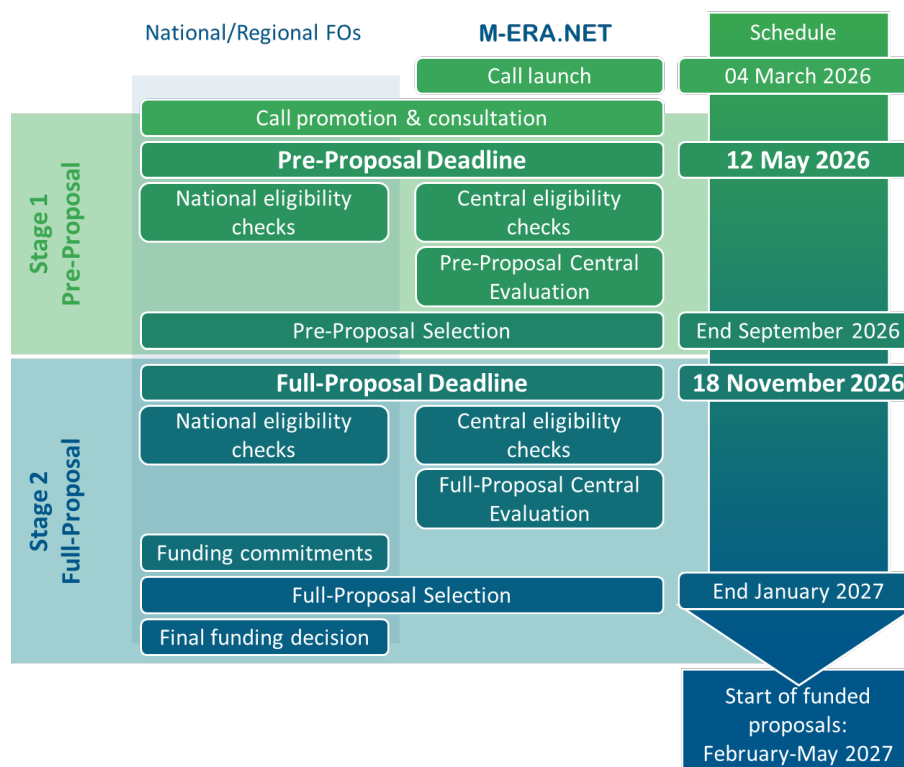 National/Regional FOs
M-ERA.NET
Schedule
Call launch
04 March 2026
Call promotion & consultation
Stage 1
Pre-Proposal
Pre-Proposal Deadline
12 May 2026
National eligibility
checks
Central eligibility
checks
Pre-Proposal Central
Evaluation
Pre-Proposal Selection
End September 2026
Stage 2
Full-Proposal
Full-Proposal Deadline
18 November 2026
National eligibility
checks
Central eligibility
checks
Full-Proposal Central
Evaluation
Funding commitments
Full-Proposal Selection
End January 2027
Final funding decision
Start of funded
proposals:
February-May 2027